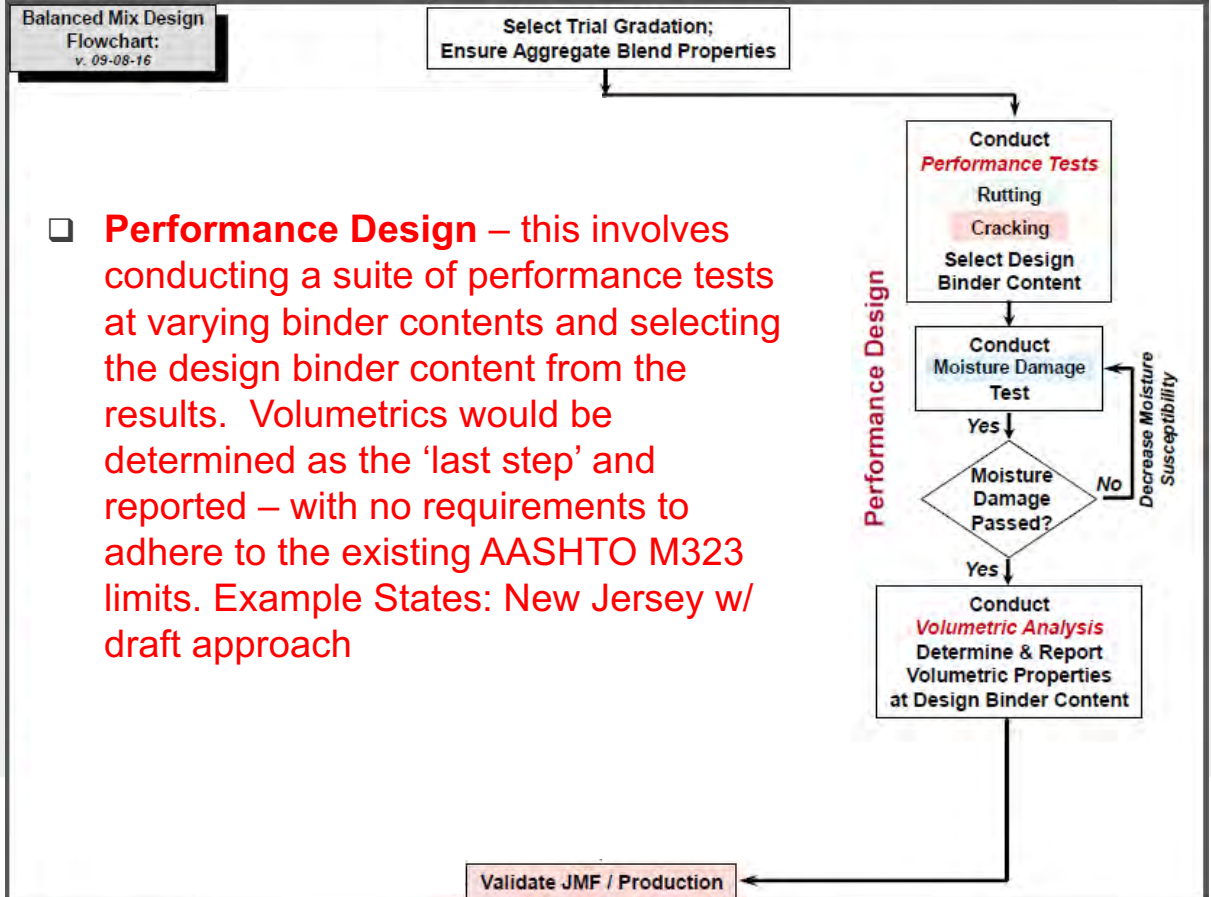 Balanced Mix Design
Flowchart:
v. 09-08-16
Select Trial Gradation;
Ensure Aggregate Blend Properties
❑ Performance Design – this involves
conducting a suite of performance tests
at varying binder contents and selecting
the design binder content from the
results.  Volumetrics would be
determined as the ‘last step’ and
reported – with no requirements to
adhere to the existing AASHTO M323
limits. Example States: New Jersey w/
draft approach
Performance Design
Conduct
Performance Tests
Rutting
Cracking
Select Design
Binder Content
Conduct
Moisture Damage
Test
Yes
Moisture
Damage
Passed?
No
Decrease Moisture
Susceptibility
Yes
Conduct
Volumetric Analysis
Determine & Report
Volumetric Properties
at Design Binder Content
Validate JMF / Production